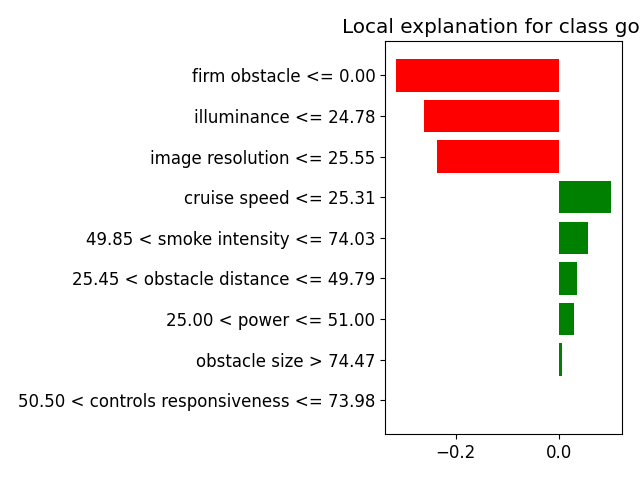 Local explanation for class go
firm obstacle <= 0.00
illuminance <= 24.78
image resolution <= 25.55
cruise speed <= 25.31
49.85 < smoke intensity <= 74.03
25.45 < obstacle distance <= 49.79
25.00 < power <= 51.00
obstacle size > 74.47
50.50 < controls responsiveness <= 73.98
−0.2 0.0